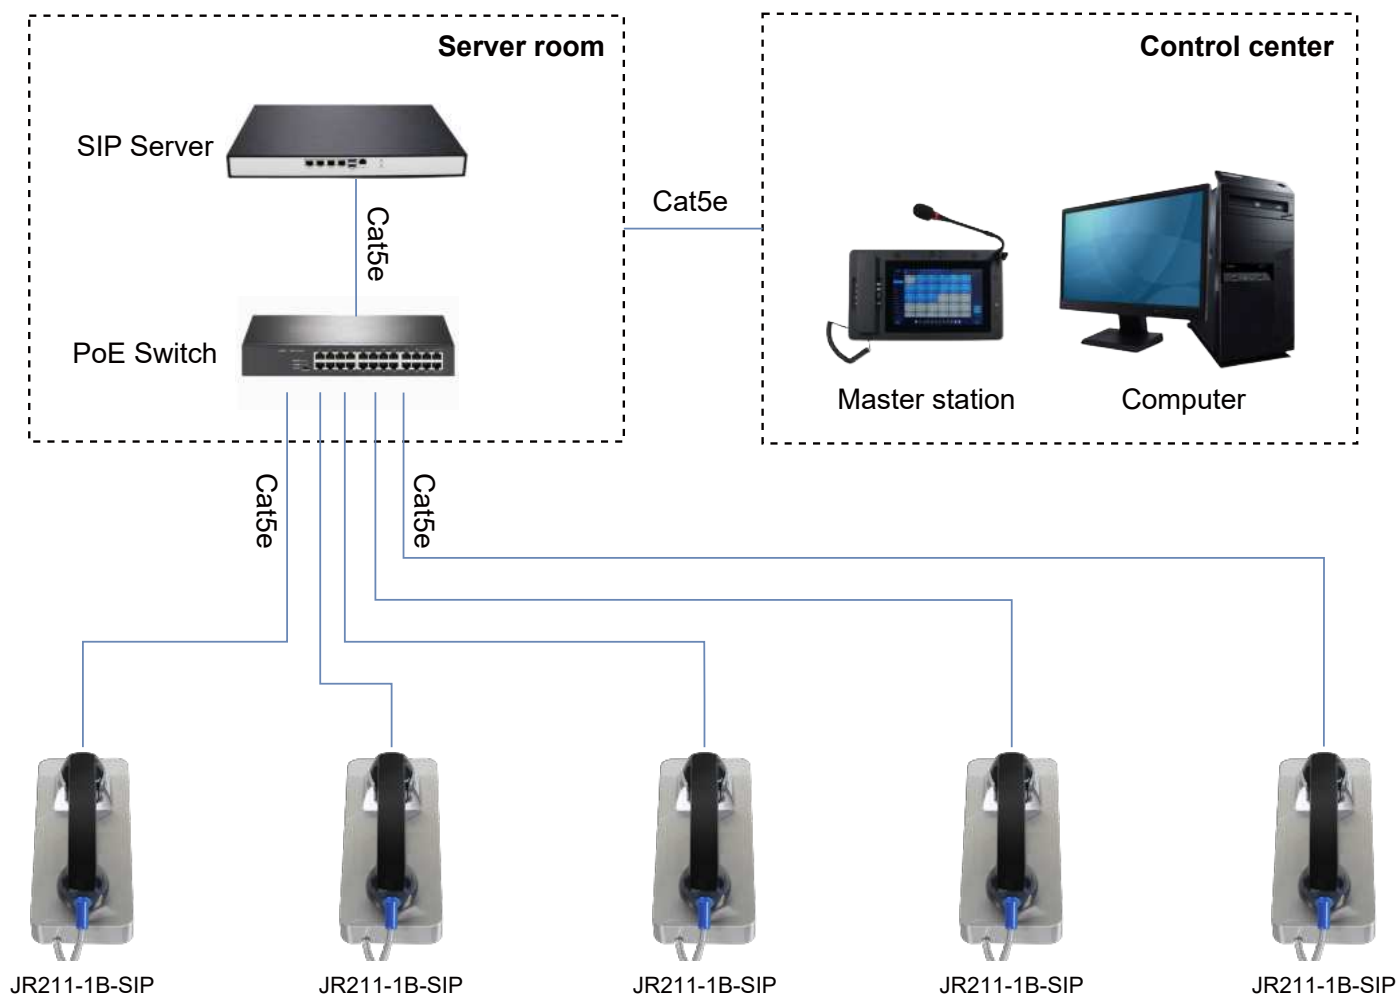 Server room
Control center
SIP Server
Cat5e
Cat5e
PoE Switch
Master station
Computer
Cat5e
Cat5e
JR211-1B-SIP
JR211-1B-SIP
JR211-1B-SIP
JR211-1B-SIP
JR211-1B-SIP